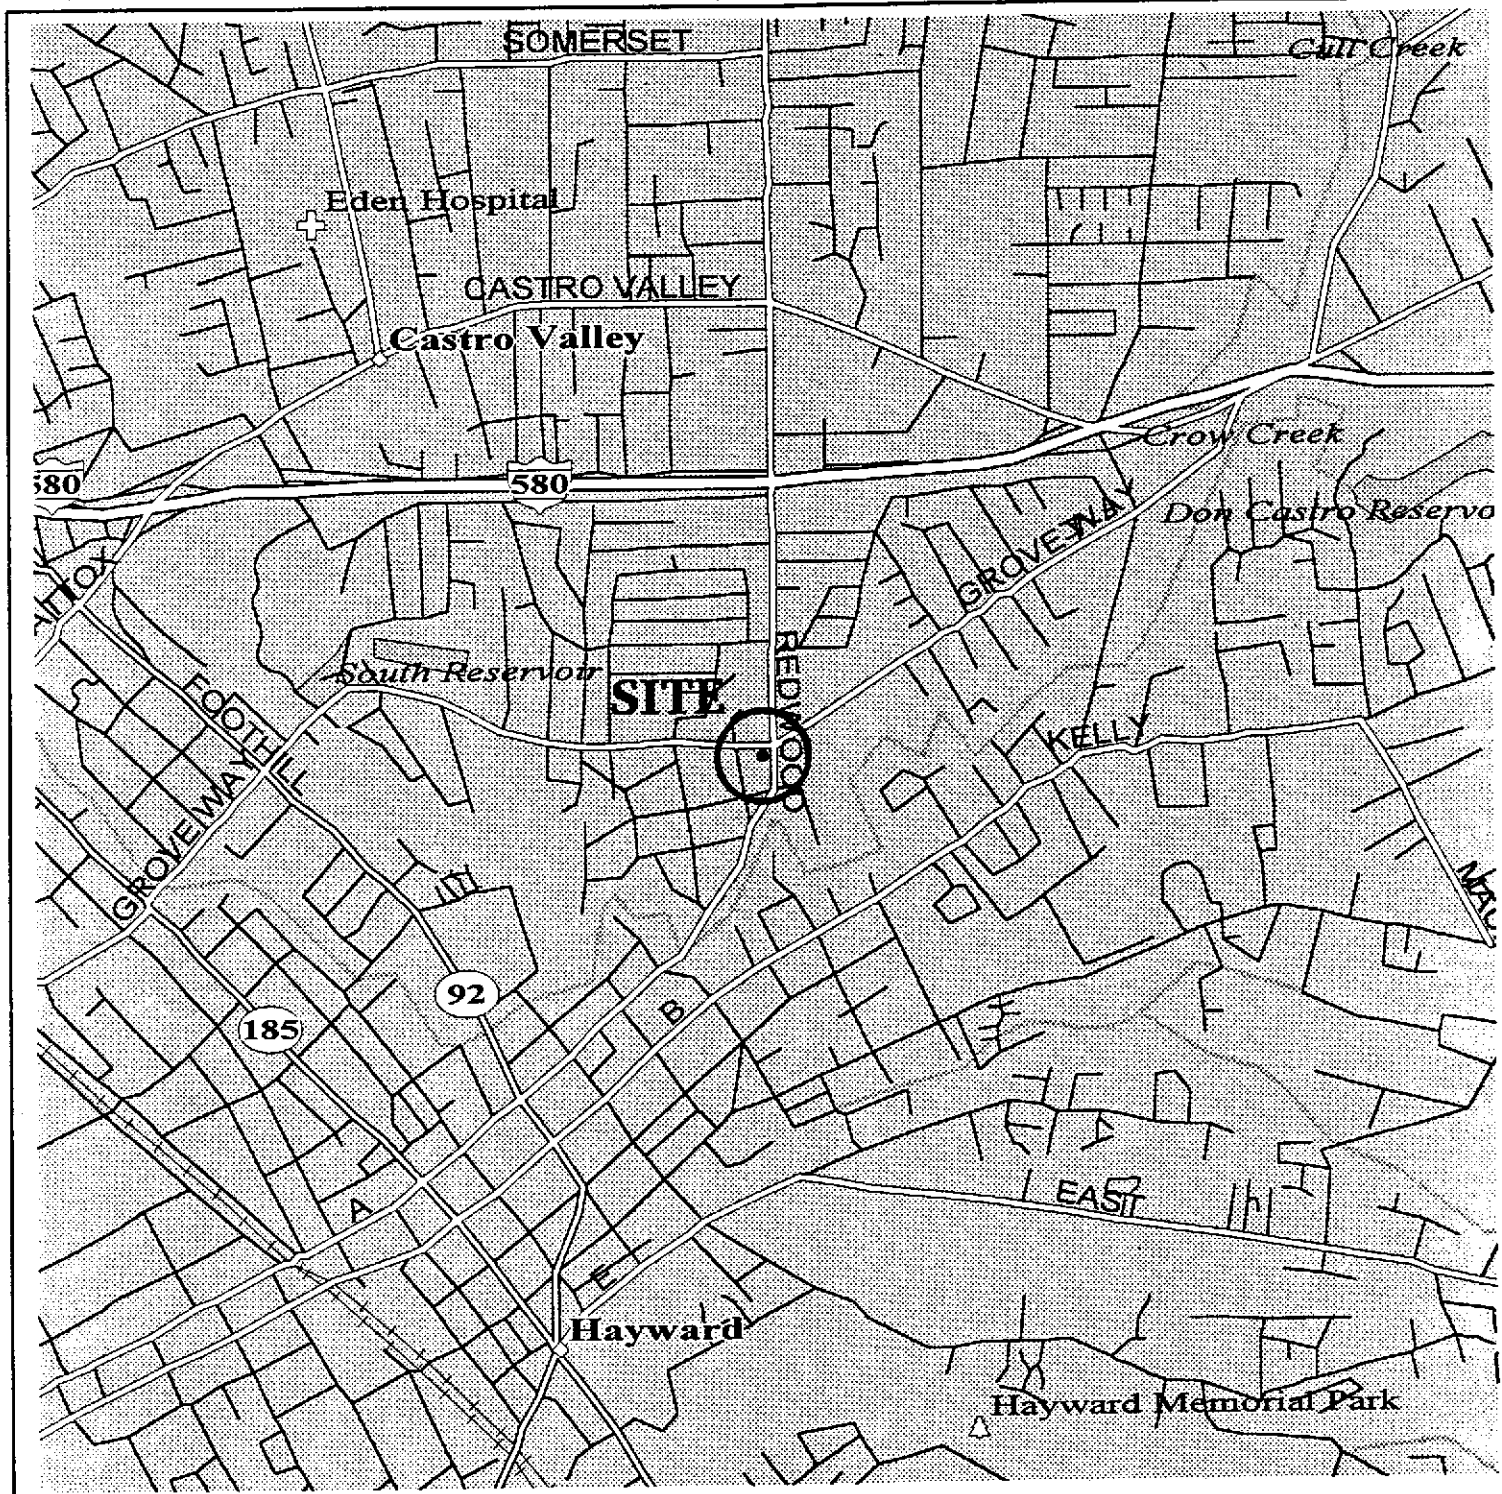 SOMERSET
Cull Creek
Eden Hospital
CASTRO VALLEY
Castro Valley
Crow Creek
580
580
GROVE WAY
Don Castro Reservo
REDWOOD
South Reservoir
SITE
FOOTHILL
KELLY
GROVE WAY
92
B
185
A
EAST
E
Hayward
Hayward Memorial Park